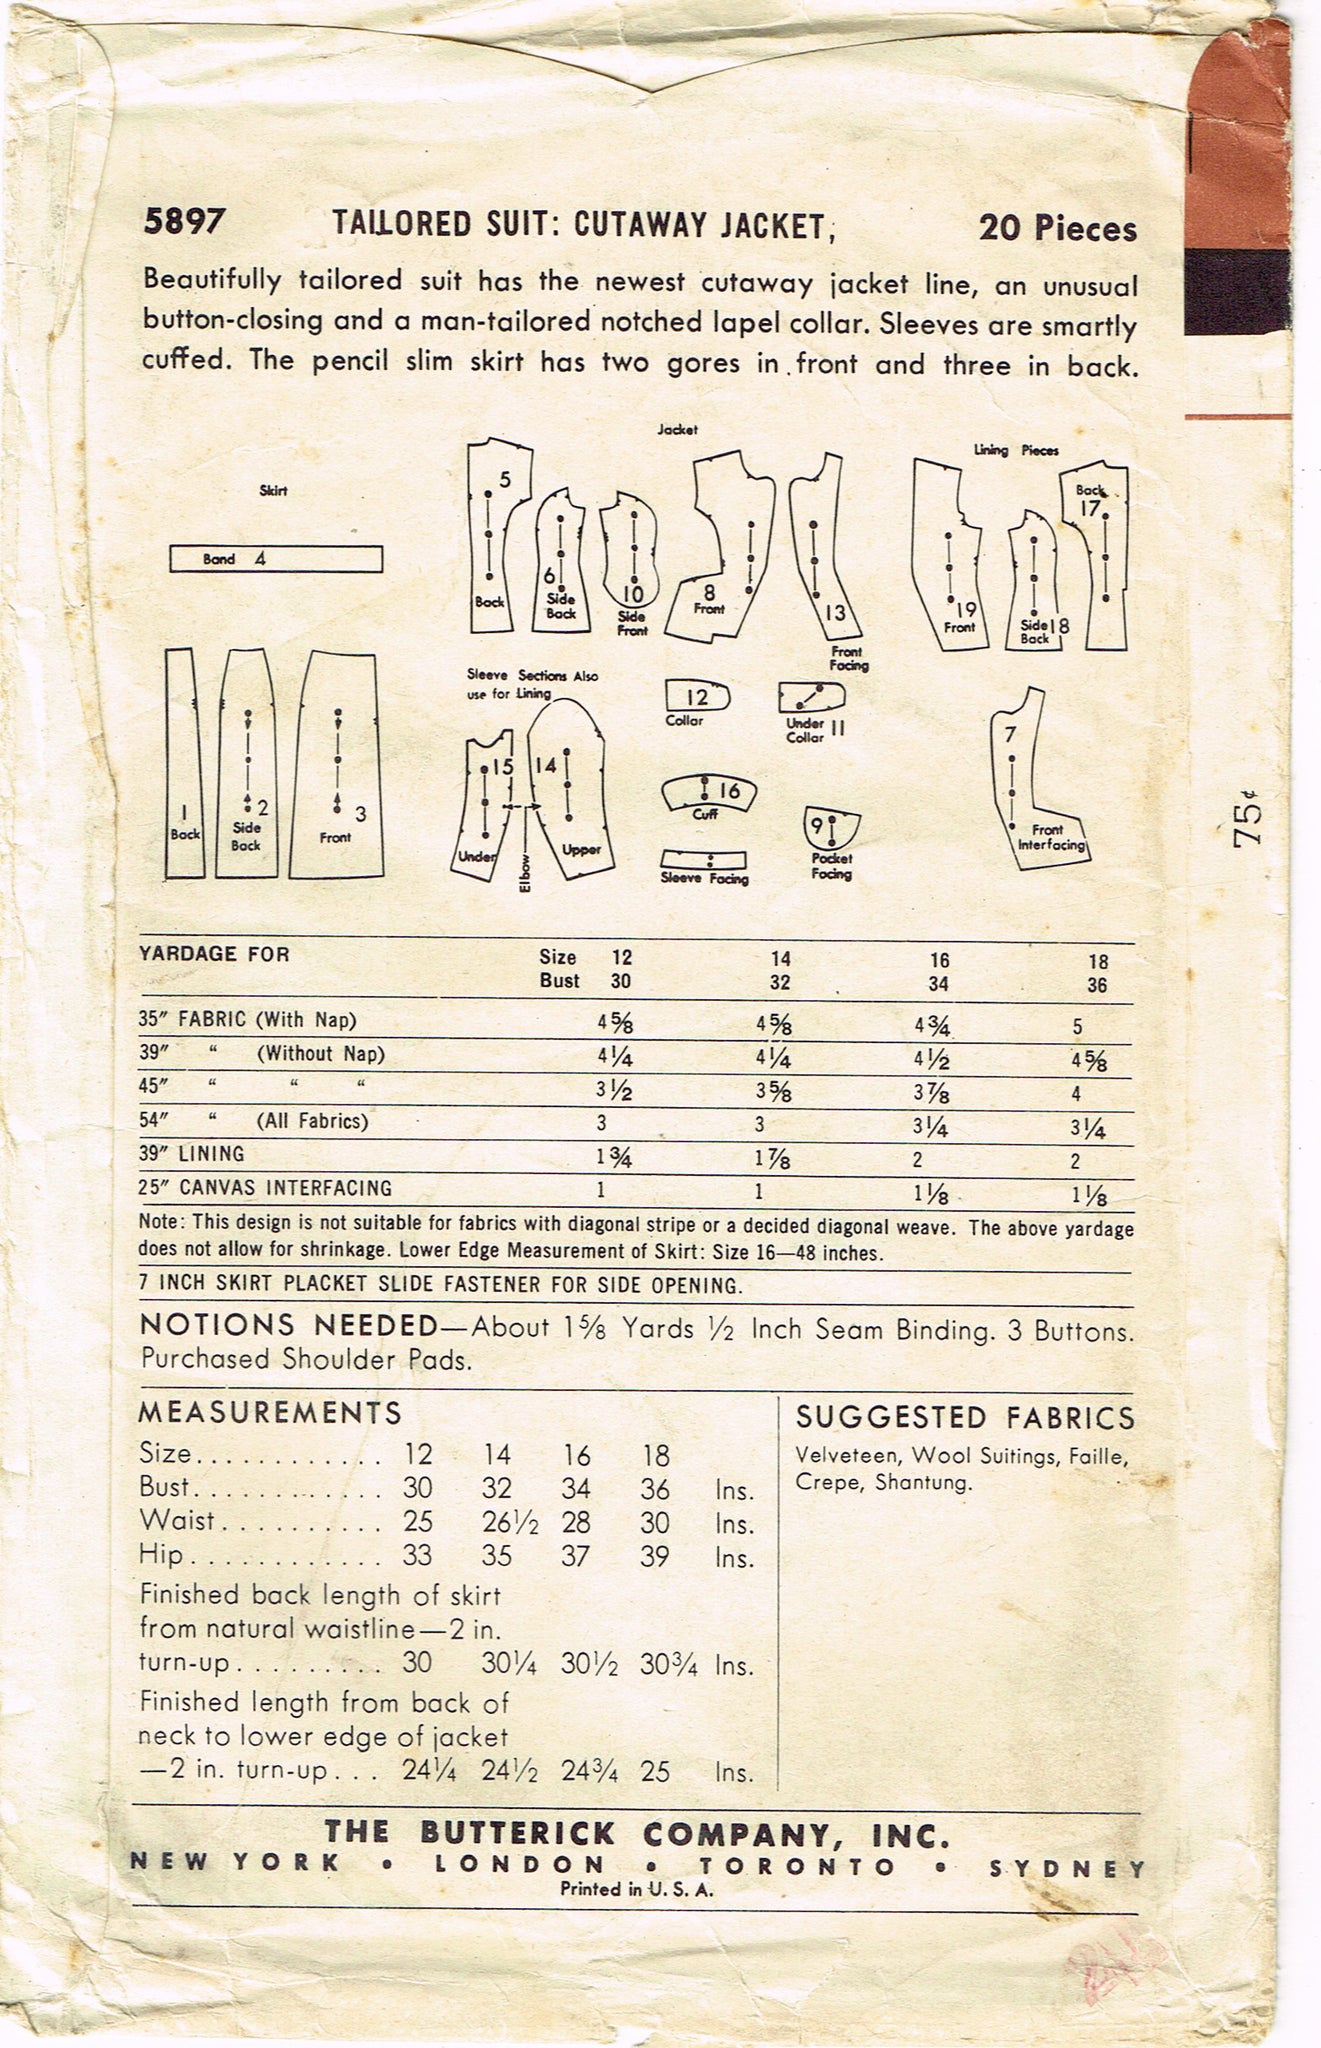 5897 TAILORED SUIT: CUTAWAY JACKET, 20 Pieces
Beautifully tailored suit has the newest cutaway jacket line, an unusual
button-closing and a man-tailored notched lapel collar. Sleeves are smartly
cuffed. The pencil slim skirt has two gores in front and three in back.
Skirt
Band 4
1 Back
2 Side Back
3 Front
Jacket
5 Back
6 Side Back
10 Side Front
8 Front
13 Front Facing
Lining Pieces
19 Front
Side 18 Back
Back 17
Sleeve Sections Also
use for Lining
15 Under
Elbow
14 Upper
12 Collar
Under Collar 11
16 Cuff
Sleeve Facing
9 Pocket Facing
7 Front Interfacing
75¢
YARDAGE FOR Size 12 14 16 18
Bust 30 32 34 36
35" FABRIC (With Nap) 4⅝ 4⅝ 4¾ 5
39" " (Without Nap) 4¼ 4¼ 4½ 4⅝
45" " " " 3½ 3⅝ 3⅞ 4
54" " (All Fabrics) 3 3 3¼ 3¼
39" LINING 1¾ 1⅞ 2 2
25" CANVAS INTERFACING 1 1 1⅛ 1⅛
Note: This design is not suitable for fabrics with diagonal stripe or a decided diagonal weave. The above yardage
does not allow for shrinkage. Lower Edge Measurement of Skirt: Size 16—48 inches.
7 INCH SKIRT PLACKET SLIDE FASTENER FOR SIDE OPENING.
NOTIONS NEEDED—About 1⅝ Yards ½ Inch Seam Binding. 3 Buttons.
Purchased Shoulder Pads.
MEASUREMENTS
Size............ 12 14 16 18
Bust............ 30 32 34 36 Ins.
Waist.......... 25 26½ 28 30 Ins.
Hip............ 33 35 37 39 Ins.
Finished back length of skirt
from natural waistline—2 in.
turn-up......... 30 30¼ 30½ 30¾ Ins.
Finished length from back of
neck to lower edge of jacket
—2 in. turn-up... 24¼ 24½ 24¾ 25 Ins.
SUGGESTED FABRICS
Velveteen, Wool Suitings, Faille,
Crepe, Shantung.
THE BUTTERICK COMPANY, INC.
NEW YORK • LONDON • TORONTO • SYDNEY
Printed in U. S. A.